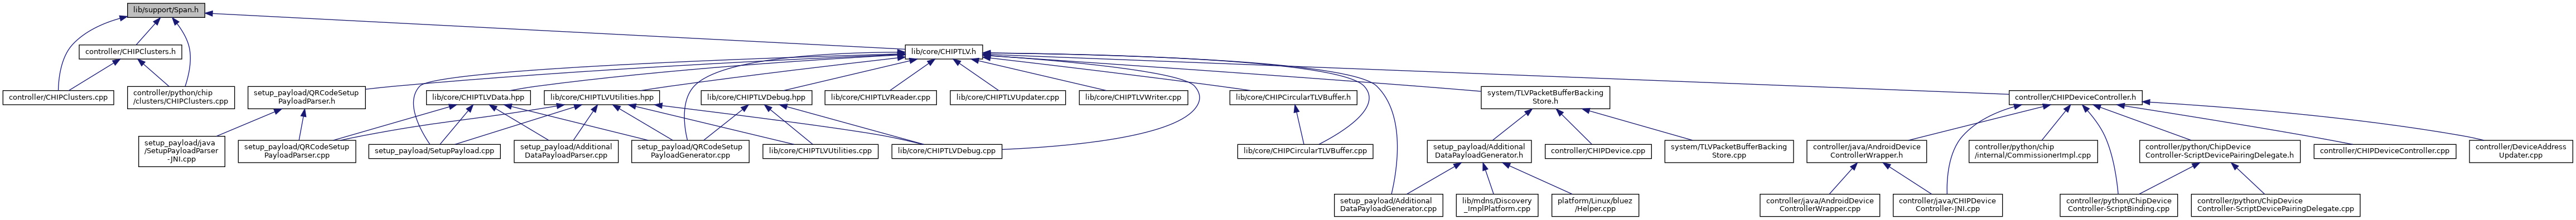 lib/support/Span.h
controller/CHIPClusters.h
lib/core/CHIPTLV.h
controller/CHIPClusters.cpp
controller/python/chip
/clusters/CHIPClusters.cpp
setup_payload/QRCodeSetup
PayloadParser.h
lib/core/CHIPTLVData.hpp
lib/core/CHIPTLVUtilities.hpp
lib/core/CHIPTLVDebug.hpp
lib/core/CHIPTLVReader.cpp
lib/core/CHIPTLVUpdater.cpp
lib/core/CHIPTLVWriter.cpp
lib/core/CHIPCircularTLVBuffer.h
system/TLVPacketBufferBacking
Store.h
controller/CHIPDeviceController.h
setup_payload/java
/SetupPayloadParser
-JNI.cpp
setup_payload/QRCodeSetup
PayloadParser.cpp
setup_payload/SetupPayload.cpp
setup_payload/Additional
DataPayloadParser.cpp
setup_payload/QRCodeSetup
PayloadGenerator.cpp
lib/core/CHIPTLVUtilities.cpp
lib/core/CHIPTLVDebug.cpp
lib/core/CHIPCircularTLVBuffer.cpp
setup_payload/Additional
DataPayloadGenerator.h
controller/CHIPDevice.cpp
system/TLVPacketBufferBacking
Store.cpp
controller/java/AndroidDevice
ControllerWrapper.h
controller/python/chip
/internal/CommissionerImpl.cpp
controller/python/ChipDevice
Controller-ScriptDevicePairingDelegate.h
controller/CHIPDeviceController.cpp
controller/DeviceAddress
Updater.cpp
setup_payload/Additional
DataPayloadGenerator.cpp
lib/mdns/Discovery
_ImplPlatform.cpp
platform/Linux/bluez
/Helper.cpp
controller/java/AndroidDevice
ControllerWrapper.cpp
controller/java/CHIPDevice
Controller-JNI.cpp
controller/python/ChipDevice
Controller-ScriptBinding.cpp
controller/python/ChipDevice
Controller-ScriptDevicePairingDelegate.cpp